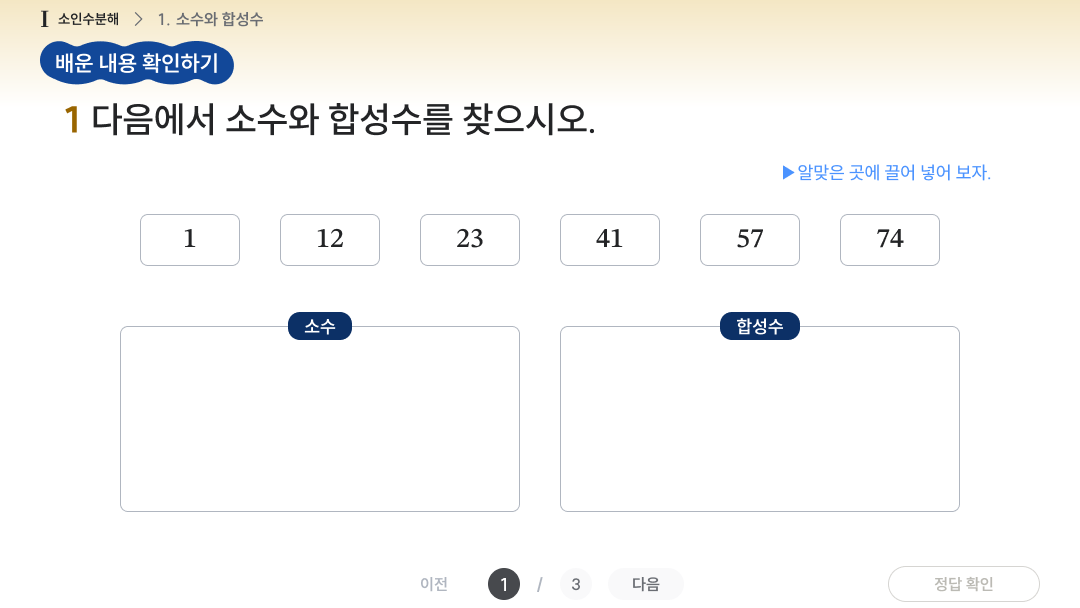 I 소인수분해 > 1. 소수와 합성수
배운 내용 확인하기
1 다음에서 소수와 합성수를 찾으시오.
▶알맞은 곳에 끌어 넣어 보자.
1 12 23 41 57 74
소수 합성수
이전 1 / 3 다음 정답 확인